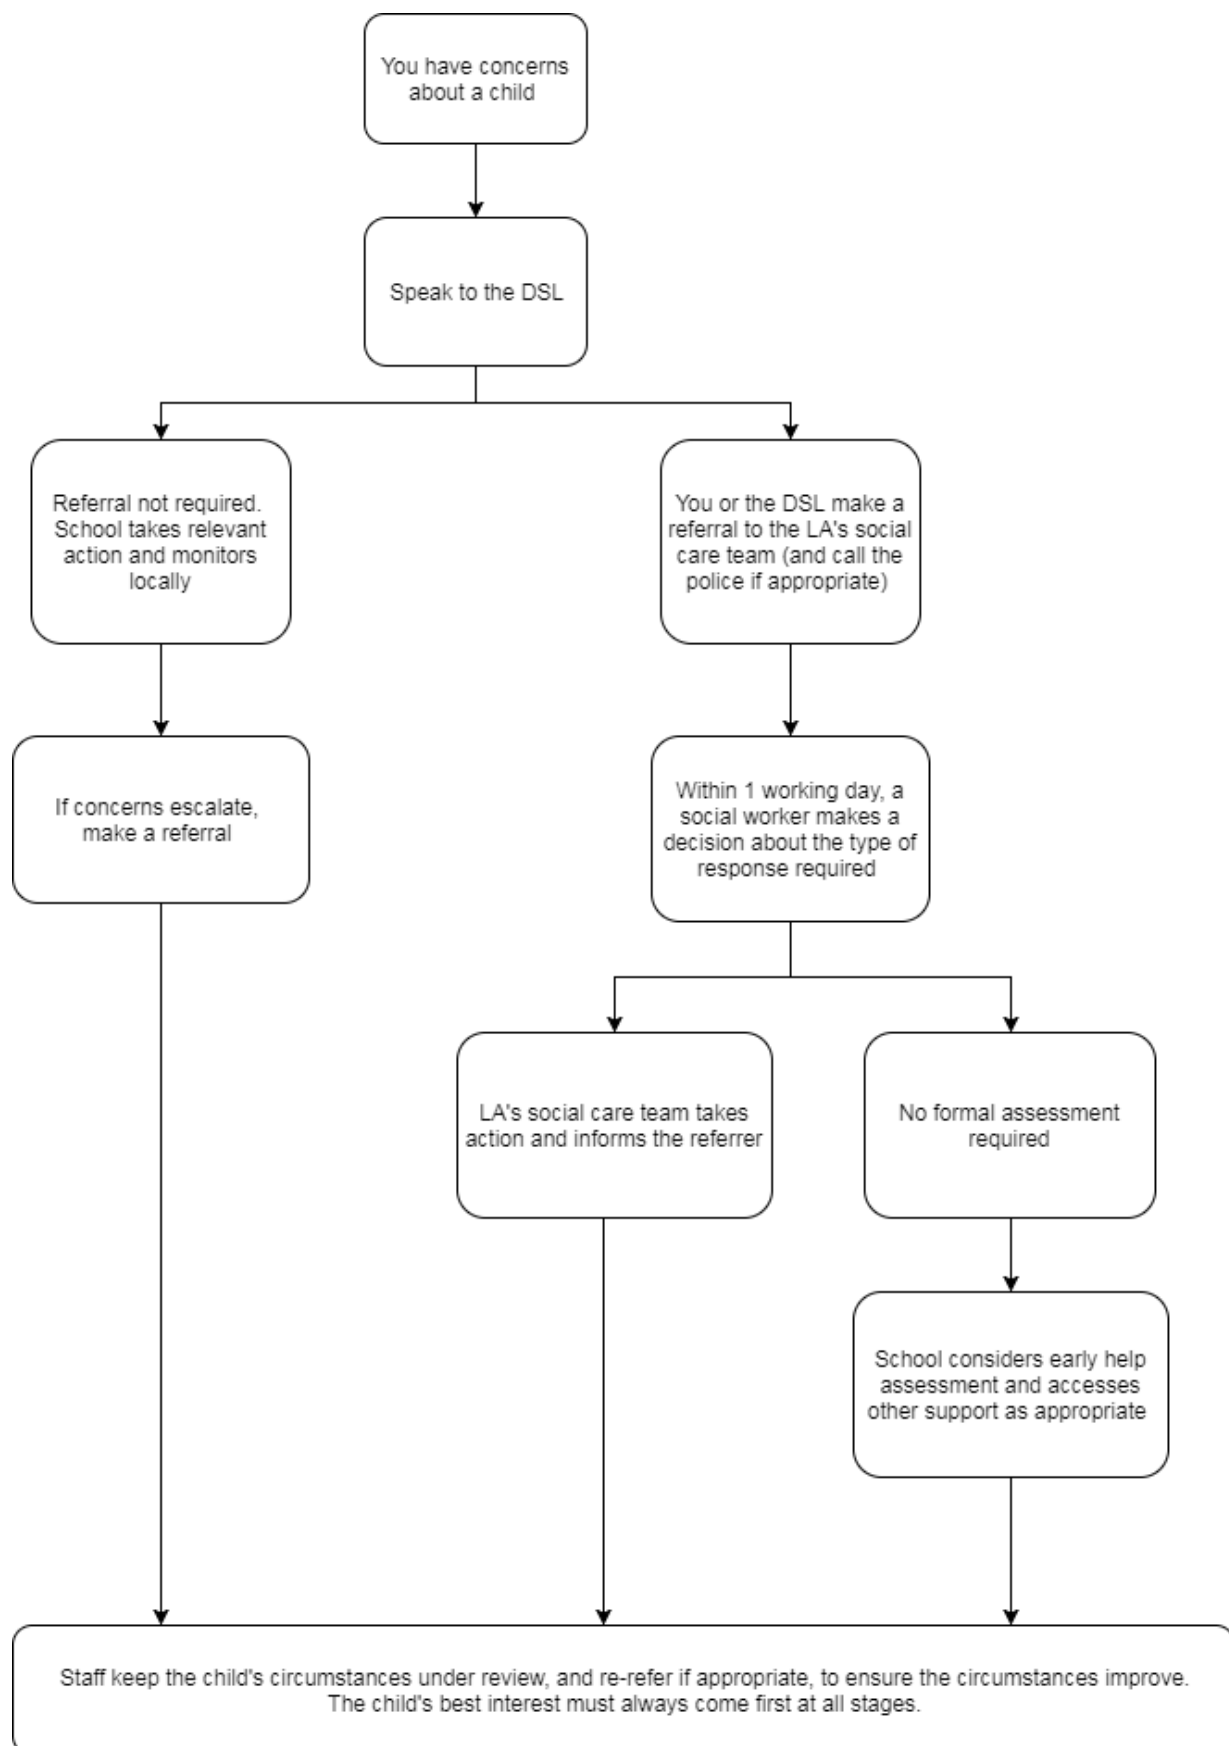 You have concerns
about a child
Speak to the DSL
Referral not required.
School takes relevant
action and monitors
locally
You or the DSL make a
referral to the LA's social
care team (and call the
police if appropriate)
If concerns escalate,
make a referral
Within 1 working day, a
social worker makes a
decision about the type of
response required
LA's social care team takes
action and informs the referrer
No formal assessment
required
School considers early help
assessment and accesses
other support as appropriate
Staff keep the child's circumstances under review, and re-refer if appropriate, to ensure the circumstances improve.
The child's best interest must always come first at all stages.